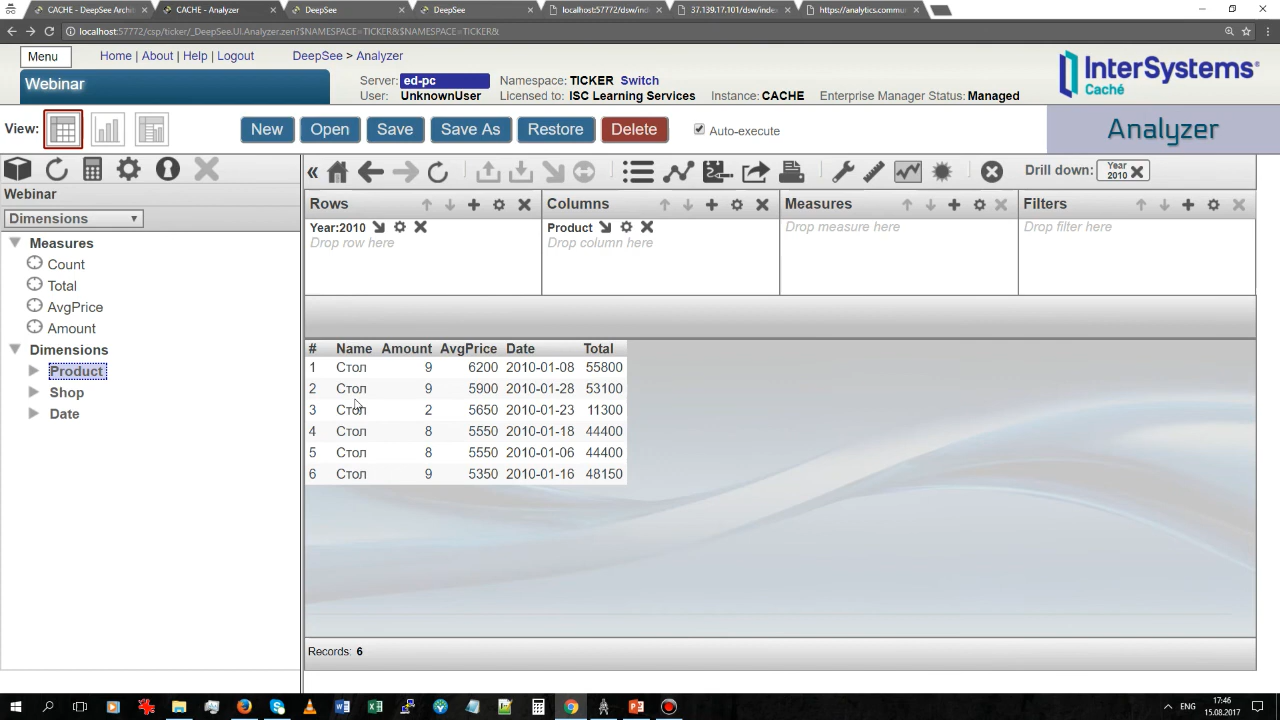 CACHE - DeepSee Archite
CACHE - Analyzer
DeepSee
DeepSee
localhost:57772/dsw/ind
37.139.17.101/dsw/index
https://analytics.commu
localhost:57772/csp/ticker/_DeepSee.UI.Analyzer.zen?$NAMESPACE=TICKER&$NAMESPACE=TICKER&
Menu
Home | About | Help | Logout
DeepSee > Analyzer
Webinar
Server: ed-pc
Namespace: TICKER Switch
User: UnknownUser
Licensed to: ISC Learning Services
Instance: CACHE
Enterprise Manager Status: Managed
InterSystems
Caché
View:
New
Open
Save
Save As
Restore
Delete
Auto-execute
Analyzer
Drill down: Year 2010
Webinar
Dimensions
Measures
Count
Total
AvgPrice
Amount
Dimensions
Product
Shop
Date
Rows
Year:2010
Drop row here
Columns
Product
Drop column here
Measures
Drop measure here
Filters
Drop filter here
# Name Amount AvgPrice Date Total
1 Стол 9 6200 2010-01-08 55800
2 Стол 9 5900 2010-01-28 53100
3 Стол 2 5650 2010-01-23 11300
4 Стол 8 5550 2010-01-18 44400
5 Стол 8 5550 2010-01-06 44400
6 Стол 9 5350 2010-01-16 48150
Records: 6
ENG
17:46
15.08.2017